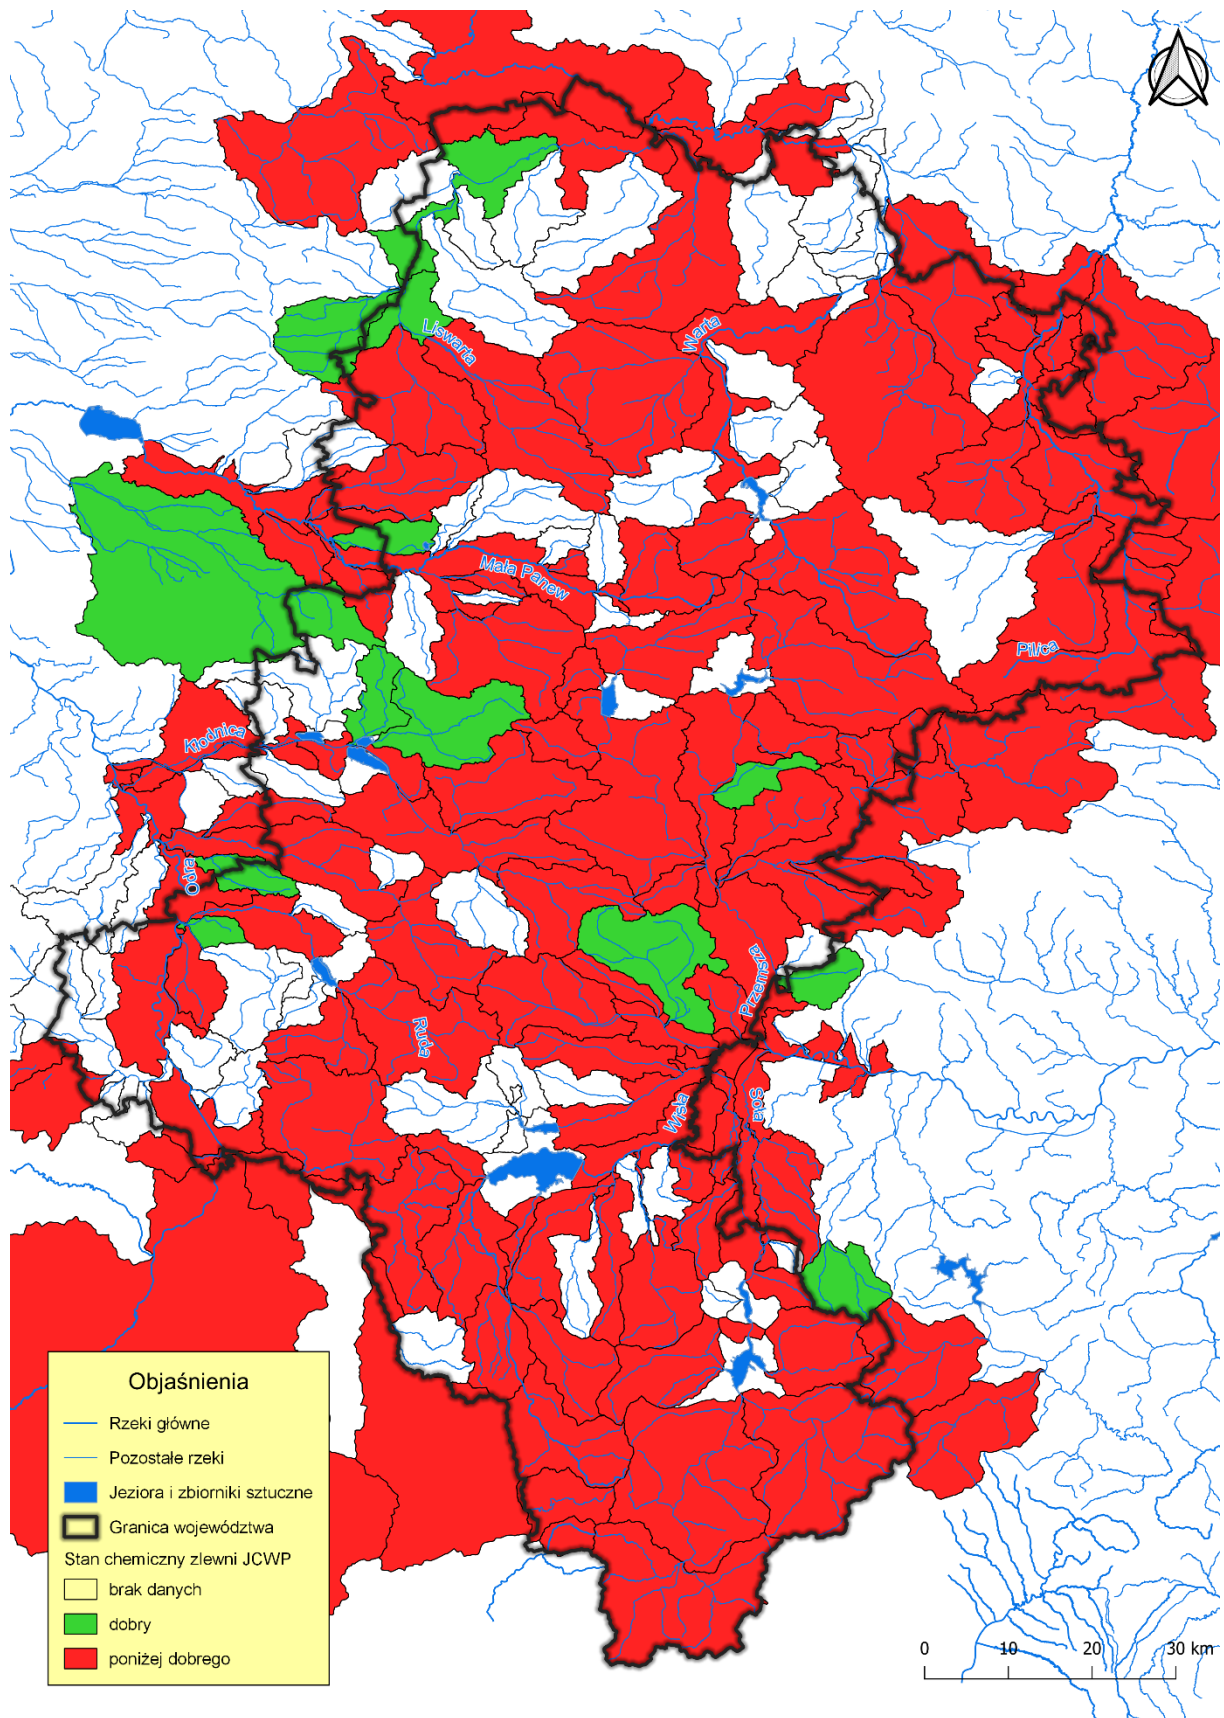 Liswarta
Warta
Mała Panew
Pilica
Kłodnica
Odra
Przemsza
Ruda
Wisła
Soła
Objaśnienia
Rzeki główne
Pozostałe rzeki
Jeziora i zbiorniki sztuczne
Granica województwa
Stan chemiczny zlewni JCWP
brak danych
dobry
poniżej dobrego
0 10 20 30 km